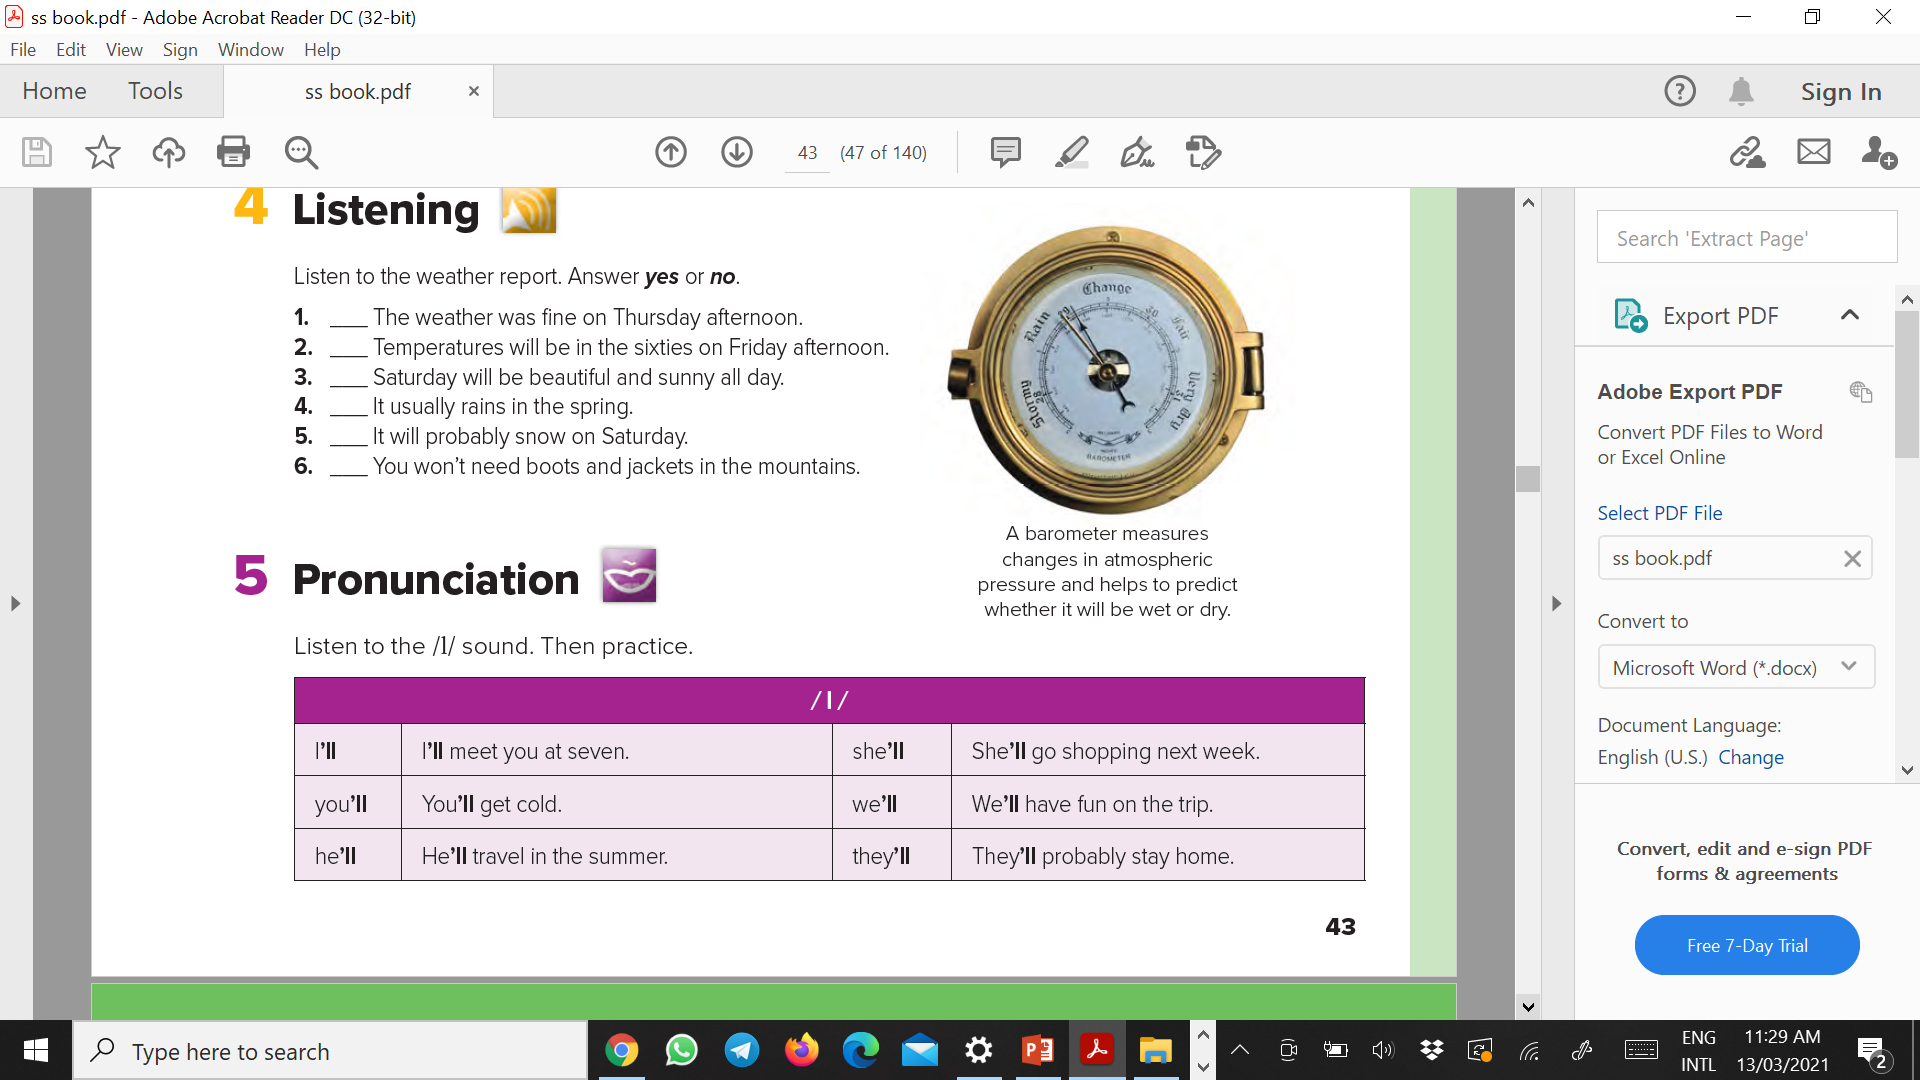 ss book.pdf - Adobe Acrobat Reader DC (32-bit)
File Edit View Sign Window Help
Home Tools ss book.pdf × Sign In
43 (47 of 140)
4 Listening
Listen to the weather report. Answer yes or no.
1. ___ The weather was fine on Thursday afternoon.
2. ___ Temperatures will be in the sixties on Friday afternoon.
3. ___ Saturday will be beautiful and sunny all day.
4. ___ It usually rains in the spring.
5. ___ It will probably snow on Saturday.
6. ___ You won't need boots and jackets in the mountains.
Change
Rain
Fair
Stormy
Very Dry
28
30
31
BAROMETER
A barometer measures
changes in atmospheric
pressure and helps to predict
whether it will be wet or dry.
5 Pronunciation
Listen to the /l/ sound. Then practice.
/ l /
I'll I'll meet you at seven. she'll She'll go shopping next week.
you'll You'll get cold. we'll We'll have fun on the trip.
he'll He'll travel in the summer. they'll They'll probably stay home.
43
Search 'Extract Page'
Export PDF
Adobe Export PDF
Convert PDF Files to Word
or Excel Online
Select PDF File
ss book.pdf
Convert to
Microsoft Word (*.docx)
Document Language:
English (U.S.) Change
Convert, edit and e-sign PDF
forms & agreements
Free 7-Day Trial
Type here to search
ENG
INTL
11:29 AM
13/03/2021
2